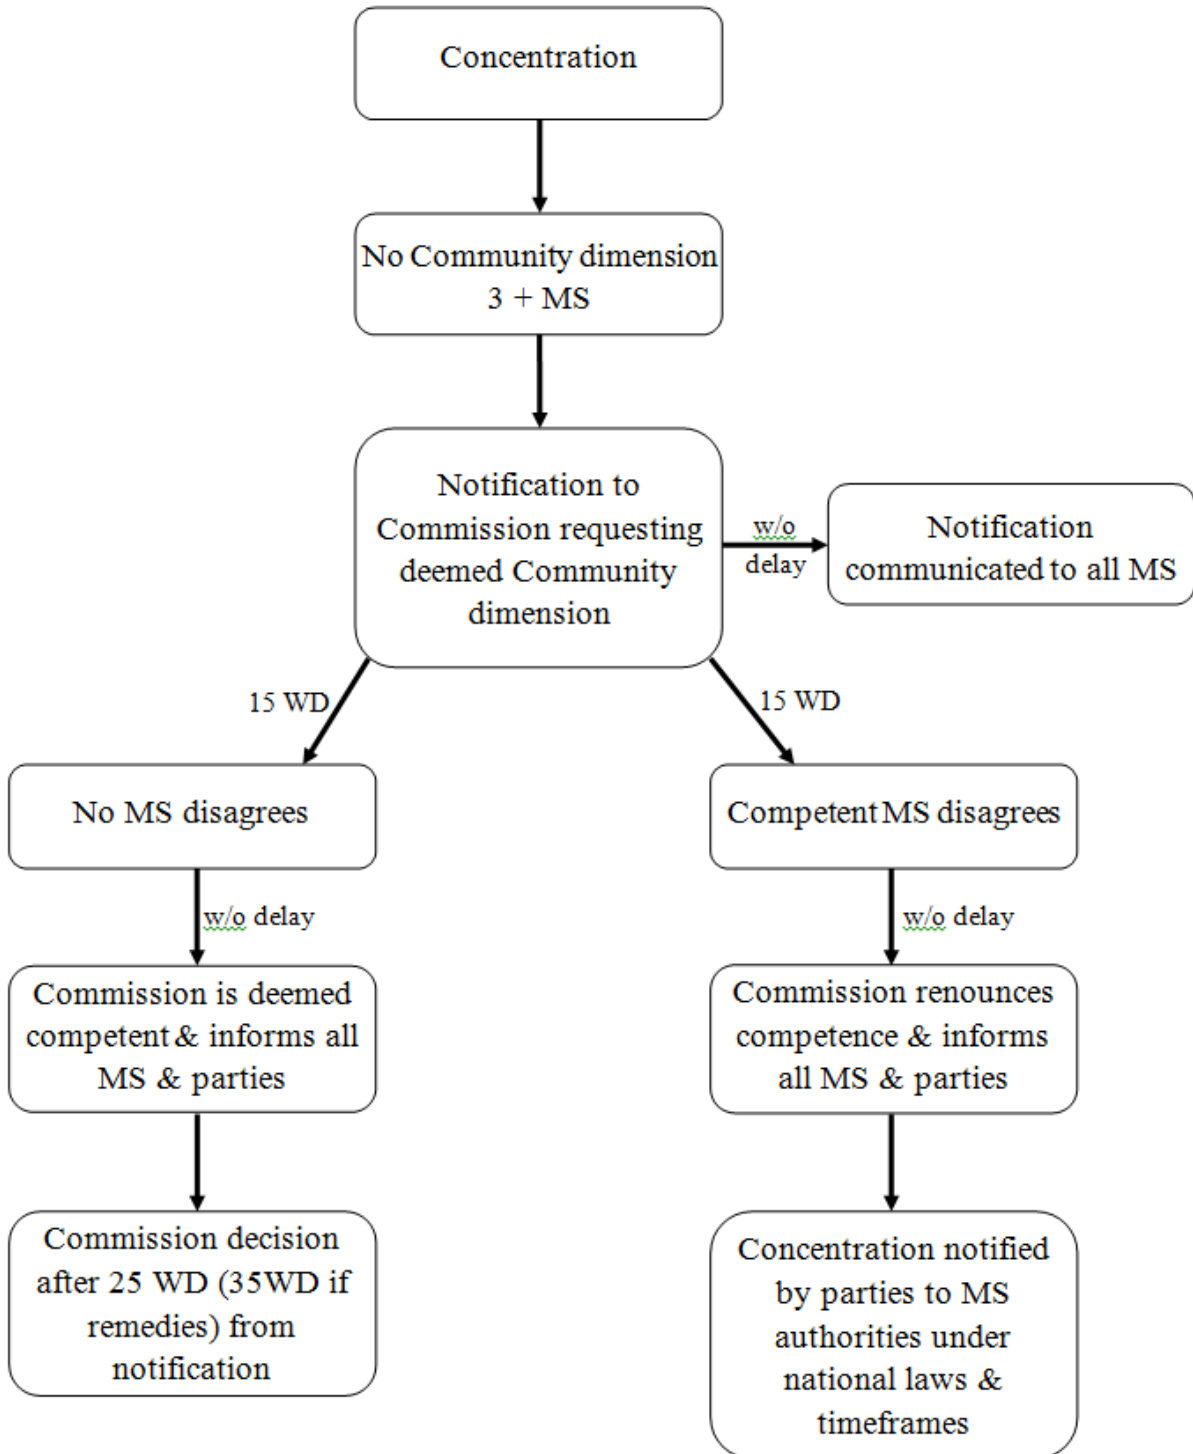 Concentration
No Community dimension
3 + MS
Notification to
Commission requesting
deemed Community
dimension
w/o
delay
Notification
communicated to all MS
15 WD
15 WD
No MS disagrees
Competent MS disagrees
w/o delay
w/o delay
Commission is deemed
competent & informs all
MS & parties
Commission renounces
competence & informs
all MS & parties
Commission decision
after 25 WD (35WD if
remedies) from
notification
Concentration notified
by parties to MS
authorities under
national laws &
timeframes